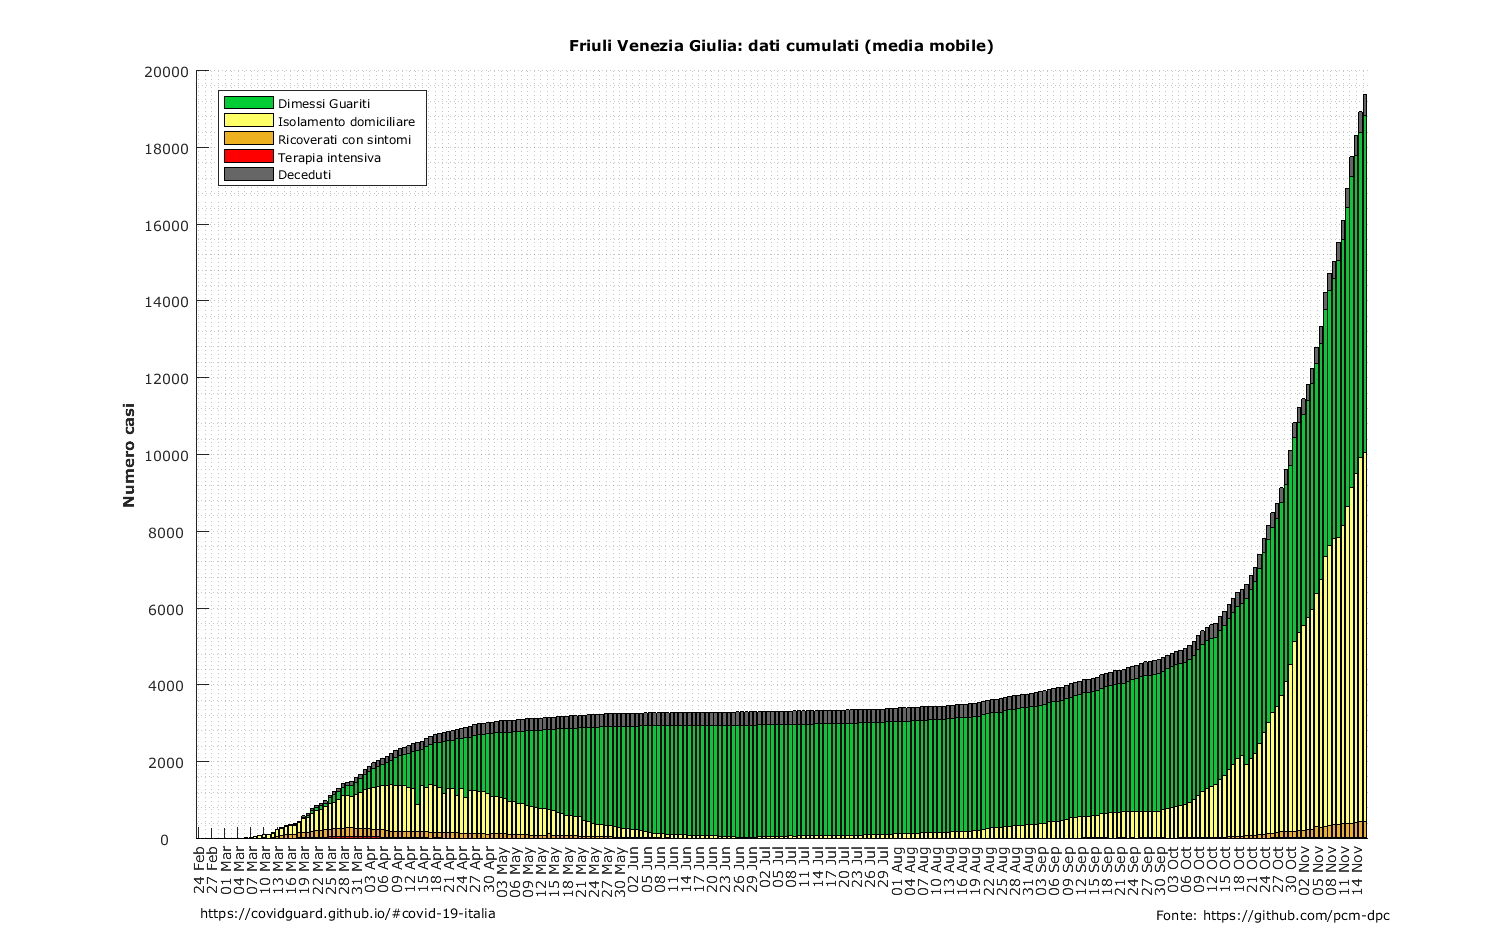 Friuli Venezia Giulia: dati cumulati (media mobile)
20000
18000
16000
14000
12000
10000
8000
6000
4000
2000
0
Numero casi
Dimessi Guariti
Isolamento domiciliare
Ricoverati con sintomi
Terapia intensiva
Deceduti
24 Feb
27 Feb
01 Mar
04 Mar
07 Mar
10 Mar
13 Mar
16 Mar
19 Mar
22 Mar
25 Mar
28 Mar
31 Mar
03 Apr
06 Apr
09 Apr
12 Apr
15 Apr
18 Apr
21 Apr
24 Apr
27 Apr
30 Apr
03 May
06 May
09 May
12 May
15 May
18 May
21 May
24 May
27 May
30 May
02 Jun
05 Jun
08 Jun
11 Jun
14 Jun
17 Jun
20 Jun
23 Jun
26 Jun
29 Jun
02 Jul
05 Jul
08 Jul
11 Jul
14 Jul
17 Jul
20 Jul
23 Jul
26 Jul
29 Jul
01 Aug
04 Aug
07 Aug
10 Aug
13 Aug
16 Aug
19 Aug
22 Aug
25 Aug
28 Aug
31 Aug
03 Sep
06 Sep
09 Sep
12 Sep
15 Sep
18 Sep
21 Sep
24 Sep
27 Sep
30 Sep
03 Oct
06 Oct
09 Oct
12 Oct
15 Oct
18 Oct
21 Oct
24 Oct
27 Oct
30 Oct
02 Nov
05 Nov
08 Nov
11 Nov
14 Nov
https://covidguard.github.io/#covid-19-italia
Fonte: https://github.com/pcm-dpc